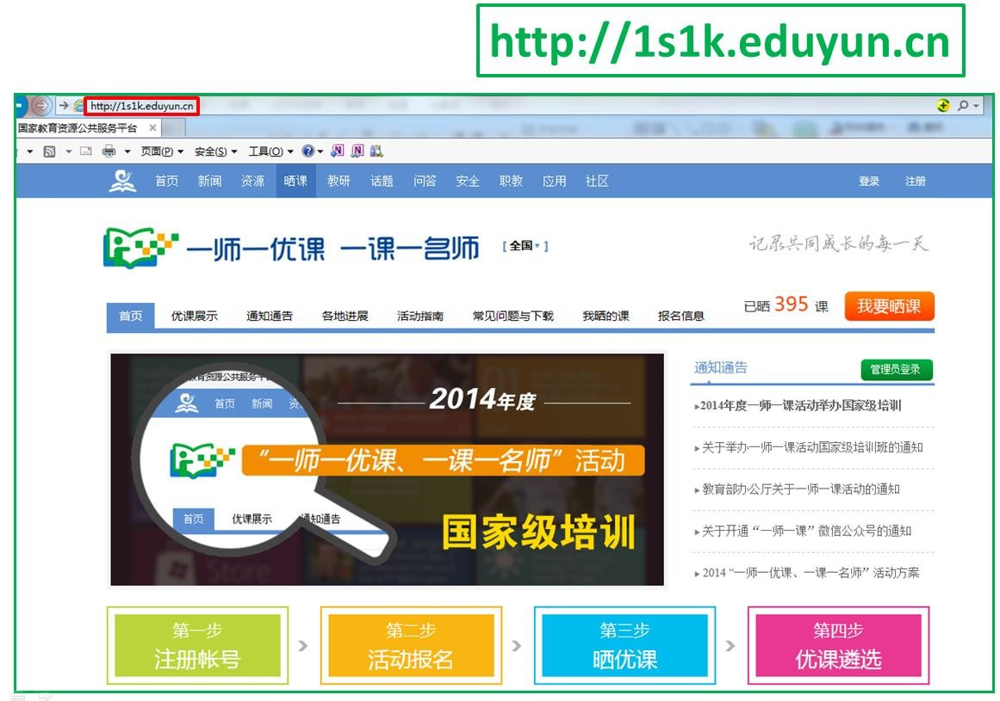 http://1s1k.eduyun.cn
http://1s1k.eduyun.cn
国家教育资源公共服务平台
页面(P) 安全(S) 工具(O)
首页 新闻 资源 晒课 教研 话题 问答 安全 职教 应用 社区 登录 注册
一师一优课 一课一名师 [ 全国 ] 记录共同成长的每一天
首页 优课展示 通知通告 各地进展 活动指南 常见问题与下载 我晒的课 报名信息 已晒 395 课 我要晒课
教育资源公共服务平
首页 新闻 资
首页 优课展示 通知通告
2014年度
“一师一优课、一课一名师”活动
国家级培训
Store
通知通告 管理员登录
2014年度一师一课活动举办国家级培训
关于举办一师一课活动国家级培训班的通知
教育部办公厅关于一师一课活动的通知
关于开通“一师一课”微信公众号的通知
2014 “一师一优课、一课一名师”活动方案
第一步 第二步 第三步 第四步
注册帐号 活动报名 晒优课 优课遴选